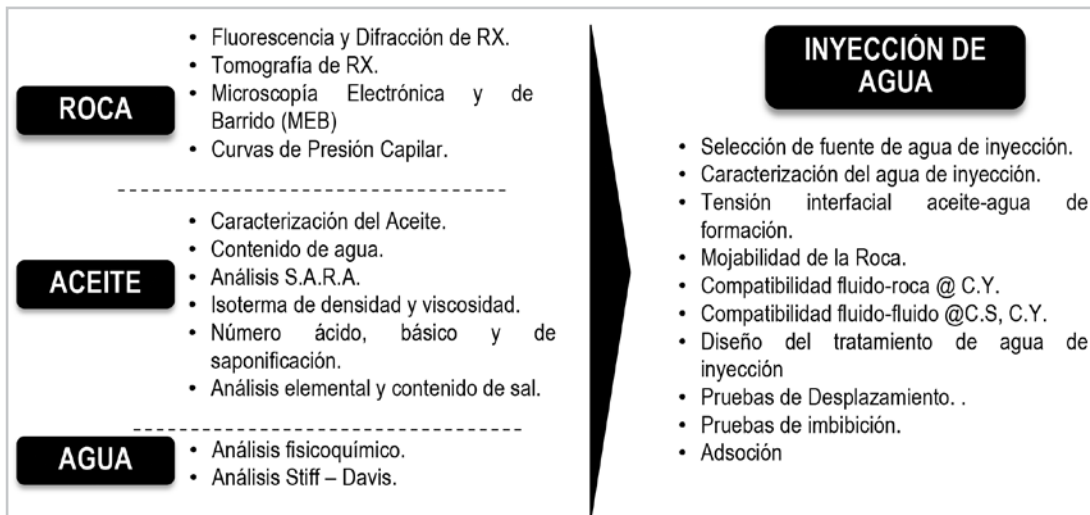 ROCA
• Fluorescencia y Difracción de RX.
• Tomografía de RX.
• Microscopía Electrónica y de
Barrido (MEB)
• Curvas de Presión Capilar.
ACEITE
• Caracterización del Aceite.
• Contenido de agua.
• Análisis S.A.R.A.
• Isoterma de densidad y viscosidad.
• Número ácido, básico y de
saponificación.
• Análisis elemental y contenido de sal.
AGUA
• Análisis fisicoquímico.
• Análisis Stiff – Davis.
INYECCIÓN DE
AGUA
• Selección de fuente de agua de inyección.
• Caracterización del agua de inyección.
• Tensión interfacial aceite-agua de
formación.
• Mojabilidad de la Roca.
• Compatibilidad fluido-roca @ C.Y.
• Compatibilidad fluido-fluido @C.S, C.Y.
• Diseño del tratamiento de agua de
inyección
• Pruebas de Desplazamiento. .
• Pruebas de imbibición.
• Adsoción